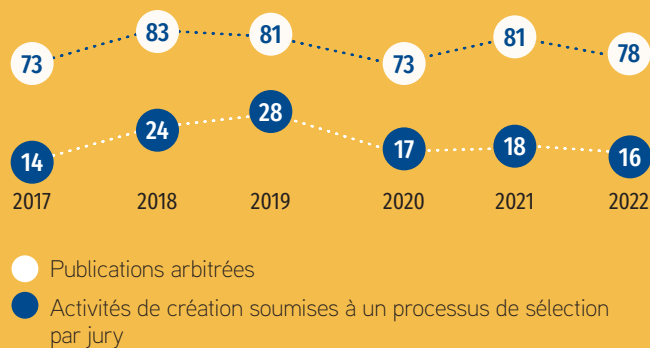 73 83 81 73 81 78
14 24 28 17 18 16
2017 2018 2019 2020 2021 2022
Publications arbitrées
Activités de création soumises à un processus de sélection
par jury